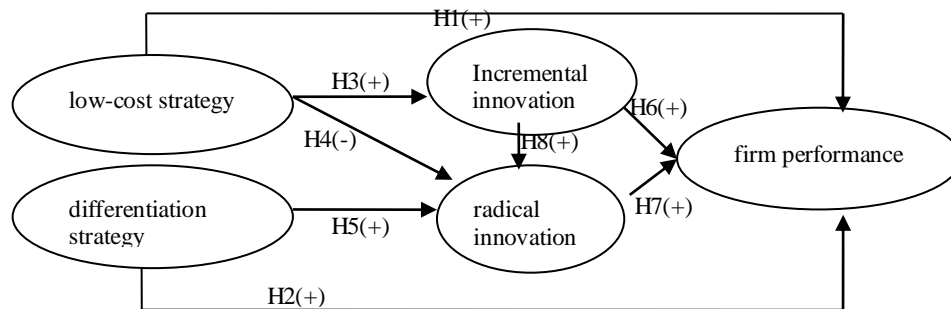 H1(+)
Incremental
innovation
H3(+)
low-cost strategy
H6(+)
H4(-)
H8(+)
firm performance
differentiation
strategy
radical
innovation
H7(+)
H5(+)
H2(+)